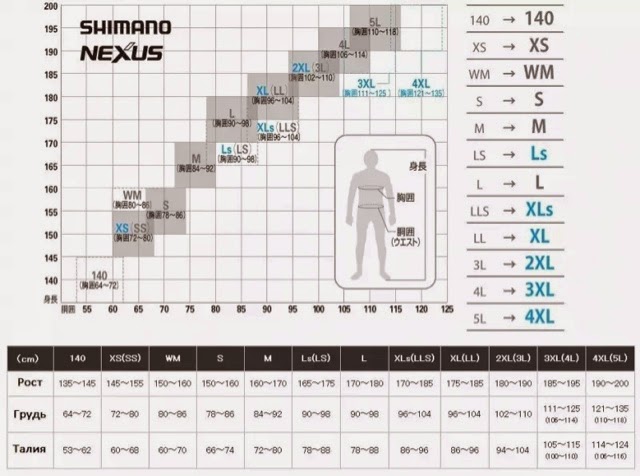 SHIMANO
NEXUS
200
195
190
185
180
175
170
165
160
155
150
145
140
身長
胴囲 55 60 65 70 75 80 85 90 95 100 105 110 114 120 125
5L
(胸囲110〜118)
4L
(胸囲106〜114)
2XL(3L)
(胸囲102〜110)
3XL
(胸囲111〜125)
4XL
(胸囲121〜135)
XL(LL)
(胸囲96〜104)
L
(胸囲90〜98)
XLs(LLS)
(胸囲96〜104)
Ls(LS)
(胸囲90〜98)
M
(胸囲84〜92)
WM
(胸囲80〜86)
S
(胸囲78〜86)
XS(SS)
(胸囲72〜80)
140
(胸囲64〜72)
身長
胸囲
胴囲
(ウエスト)
140 → 140
XS → XS
WM → WM
S → S
M → M
LS → Ls
L → L
LLS → XLs
LL → XL
3L → 2XL
4L → 3XL
5L → 4XL
(cm) 140 XS(SS) WM S M Ls(LS) L XLs(LLS) XL(LL) 2XL(3L) 3XL(4L) 4XL(5L)
Рост 135〜145 145〜155 150〜160 150〜160 160〜170 165〜175 170〜180 170〜185 175〜185 180〜190 185〜195 190〜200
Грудь 64〜72 72〜80 80〜86 78〜86 84〜92 90〜98 90〜98 96〜104 96〜104 102〜110 111〜125 (106〜114) 121〜135 (110〜118)
Талия 53〜62 60〜68 60〜70 66〜74 72〜80 78〜88 78〜88 86〜96 86〜96 94〜104 105〜115 (100〜110) 114〜124 (106〜116)